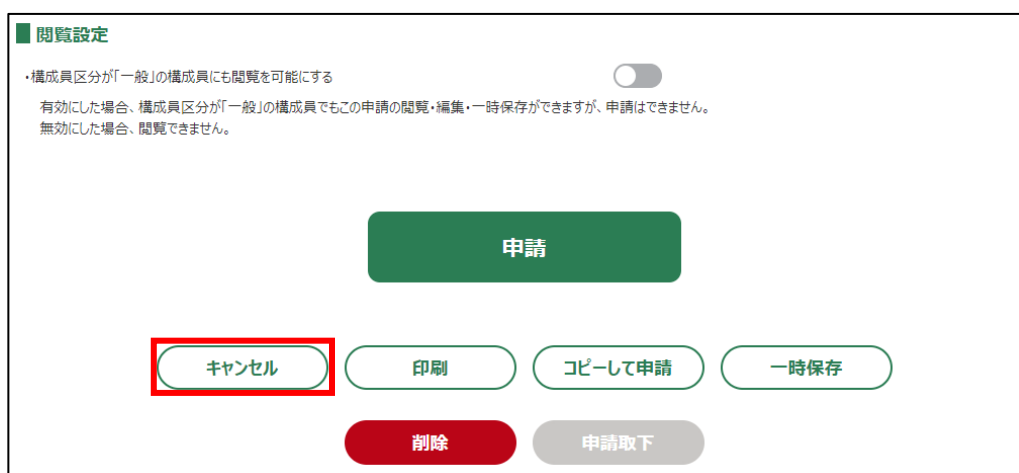 閲覧設定
・構成員区分が「一般」の構成員にも閲覧を可能にする
有効にした場合、構成員区分が「一般」の構成員でもこの申請の閲覧・編集・一時保存ができますが、申請はできません。
無効にした場合、閲覧できません。
申請
キャンセル 印刷 コピーして申請 一時保存
削除 申請取下